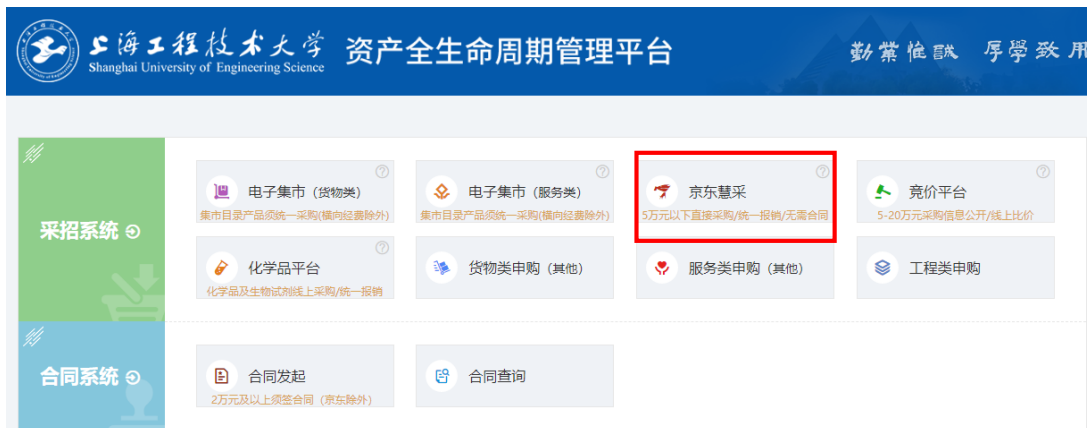 上海工程技术大学
Shanghai University of Engineering Science
资产全生命周期管理平台
勤業惟誠 厚學致用
采招系统
电子集市（货物类）
集市目录产品须统一采购(横向经费除外)
电子集市（服务类）
集市目录产品须统一采购(横向经费除外)
京东慧采
5万元以下直接采购/统一报销/无需合同
竞价平台
5-20万元采购信息公开/线上比价
化学品平台
化学品及生物试剂线上采购/统一报销
货物类申购（其他）
服务类申购（其他）
工程类申购
合同系统
合同发起
2万元及以上须签合同（京东除外）
合同查询